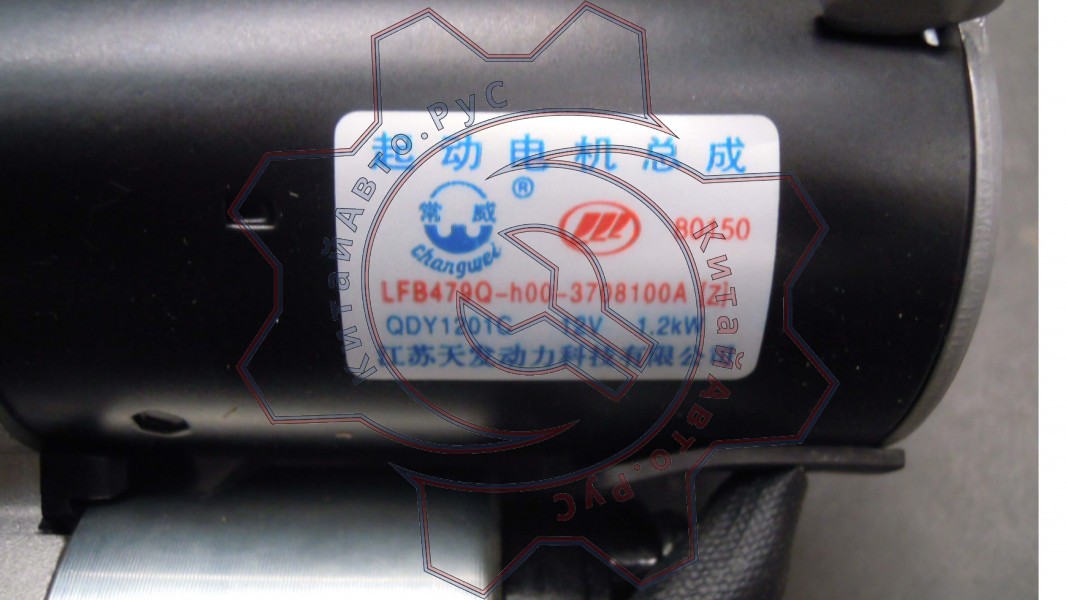 起动电机总成
®
常威
changwei
80150
LFB479Q-h00-3708100A (Z)
QDY1201C 12V 1.2kW
江苏天发动力科技有限公司
КитайАвто.Рус
КитайАвто.Рус